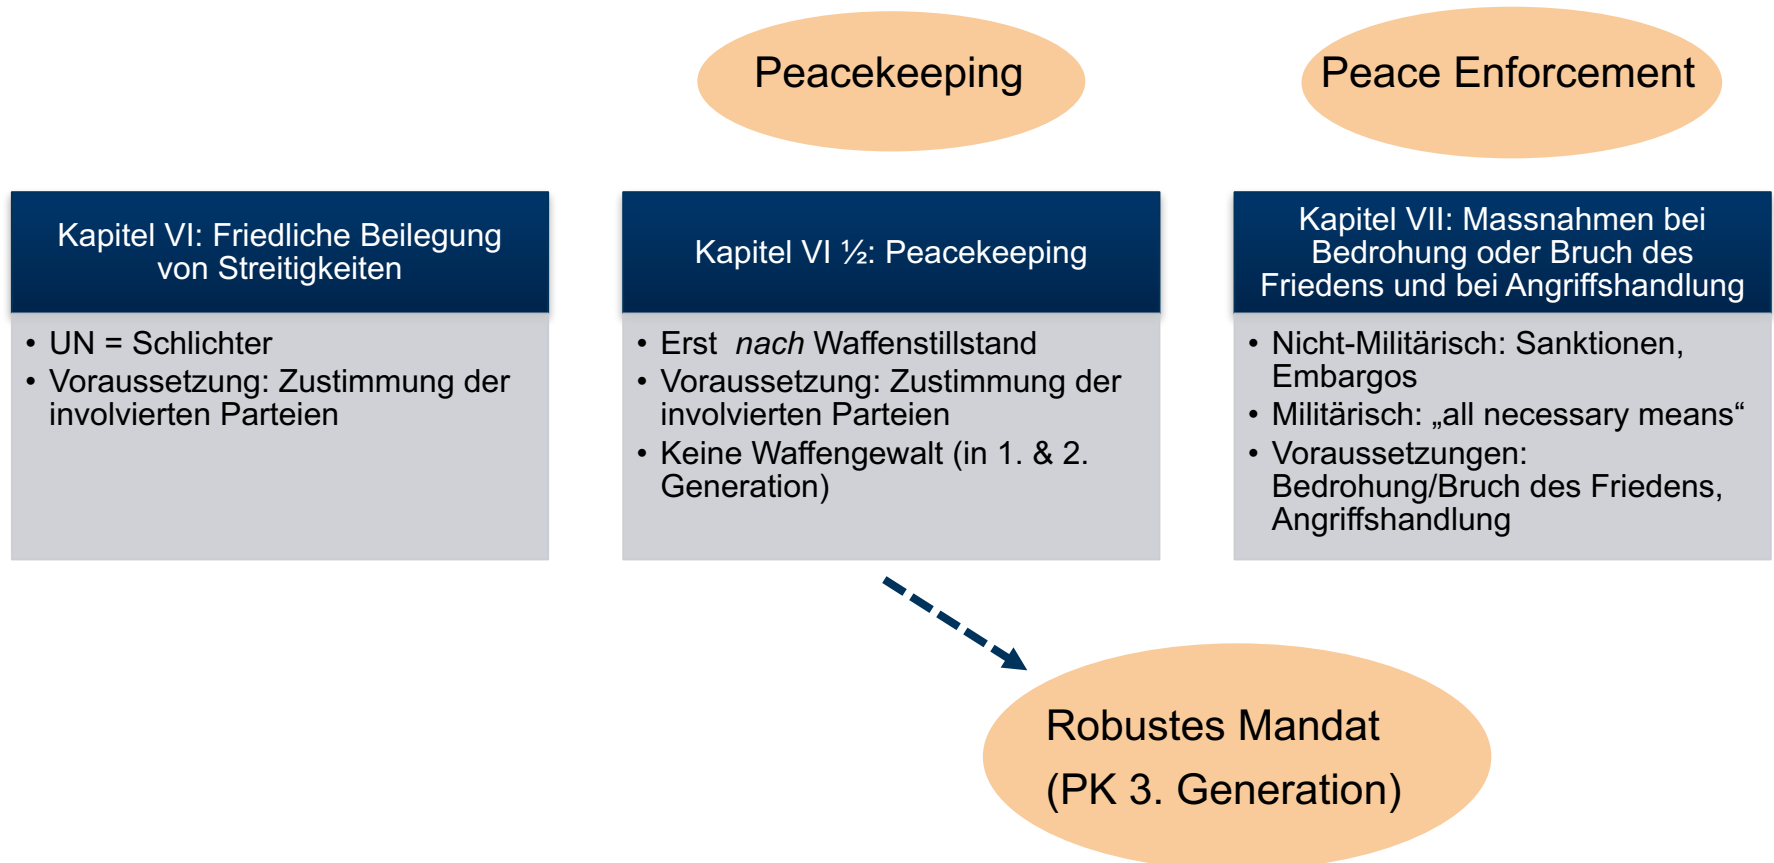 Peacekeeping
Peace Enforcement
Kapitel VI: Friedliche Beilegung
von Streitigkeiten
• UN = Schlichter
• Voraussetzung: Zustimmung der
involvierten Parteien
Kapitel VI ½: Peacekeeping
• Erst nach Waffenstillstand
• Voraussetzung: Zustimmung der
involvierten Parteien
• Keine Waffengewalt (in 1. & 2.
Generation)
Kapitel VII: Massnahmen bei
Bedrohung oder Bruch des
Friedens und bei Angriffshandlung
• Nicht-Militärisch: Sanktionen,
Embargos
• Militärisch: „all necessary means“
• Voraussetzungen:
Bedrohung/Bruch des Friedens,
Angriffshandlung
Robustes Mandat
(PK 3. Generation)